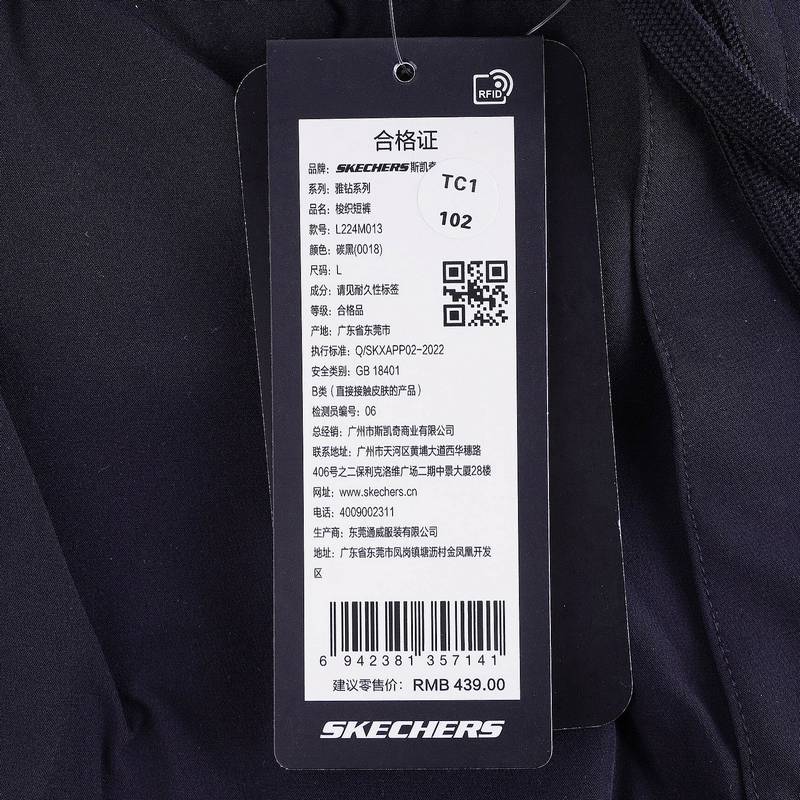 RFID
合格证
品牌：SKECHERS斯凯奇
TC1
102
系列：雅钻系列
品名：梭织短裤
款号：L224M013
颜色：碳黑(0018)
尺码：L
成分：请见耐久性标签
等级：合格品
产地：广东省东莞市
执行标准：Q/SKXAPP02-2022
安全类别：GB 18401
B类（直接接触皮肤的产品）
检测员编号：06
总经销：广州市斯凯奇商业有限公司
联系地址：广州市天河区黄埔大道西华穗路
406号之二保利克洛维广场二期中景大厦28楼
网址：www.skechers.cn
电话：4009002311
生产商：东莞通威服装有限公司
地址：广东省东莞市凤岗镇塘沥村金凤凰开发
区
6 942381 357141
建议零售价：RMB 439.00
SKECHERS